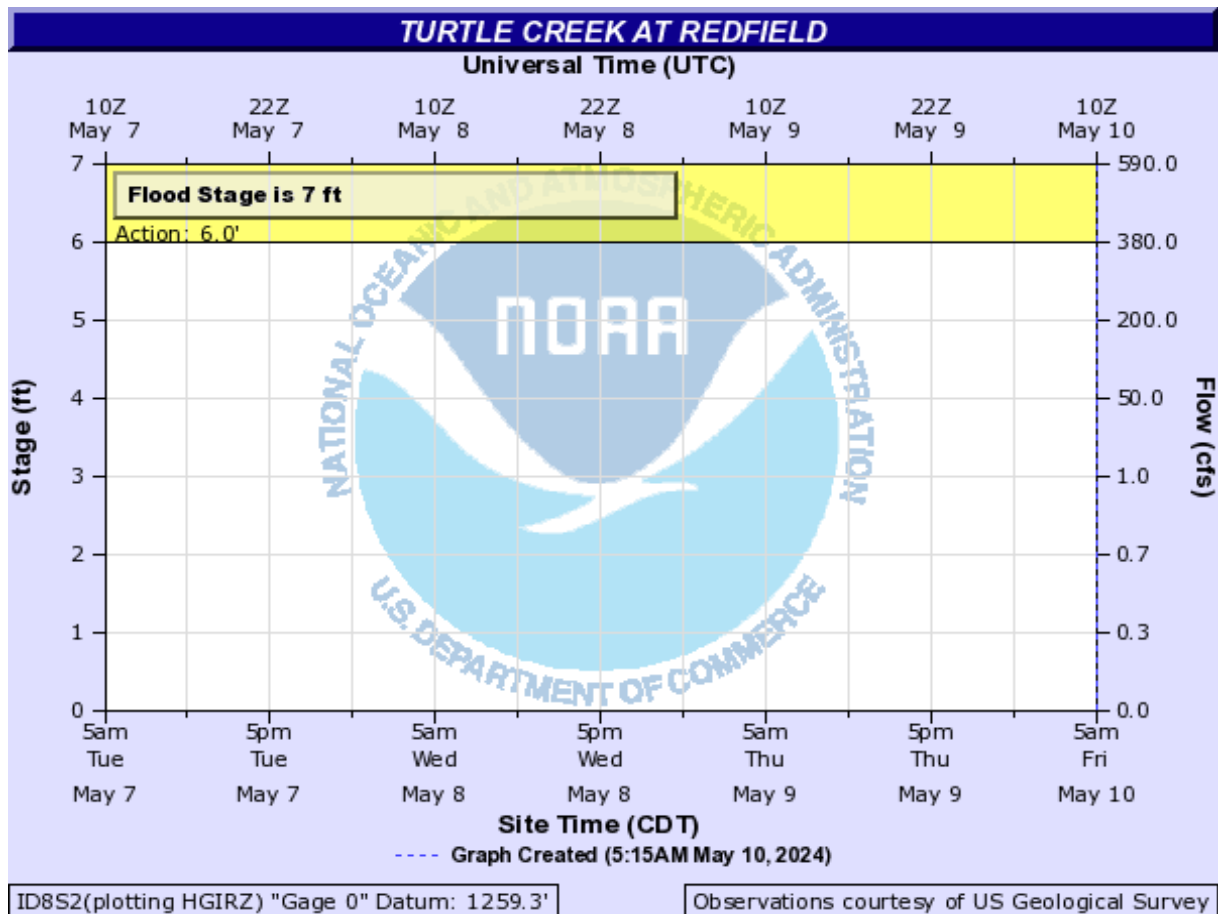 TURTLE CREEK AT REDFIELD
Universal Time (UTC)
10Z 22Z 10Z 22Z 10Z 22Z 10Z
May 7 May 7 May 8 May 8 May 9 May 9 May 10
7 590.0
Flood Stage is 7 ft
Action: 6.0'
6 380.0
5 200.0
4 50.0
3 1.0
2 0.7
1 0.3
0 0.0
Stage (ft)
Flow (cfs)
NATIONAL OCEANIC AND ATMOSPHERIC ADMINISTRATION
NOAA
U.S. DEPARTMENT OF COMMERCE
5am 5pm 5am 5pm 5am 5pm 5am
Tue Tue Wed Wed Thu Thu Fri
May 7 May 7 May 8 May 8 May 9 May 9 May 10
Site Time (CDT)
---- Graph Created (5:15AM May 10, 2024)
ID8S2(plotting HGIRZ) "Gage 0" Datum: 1259.3'
Observations courtesy of US Geological Survey